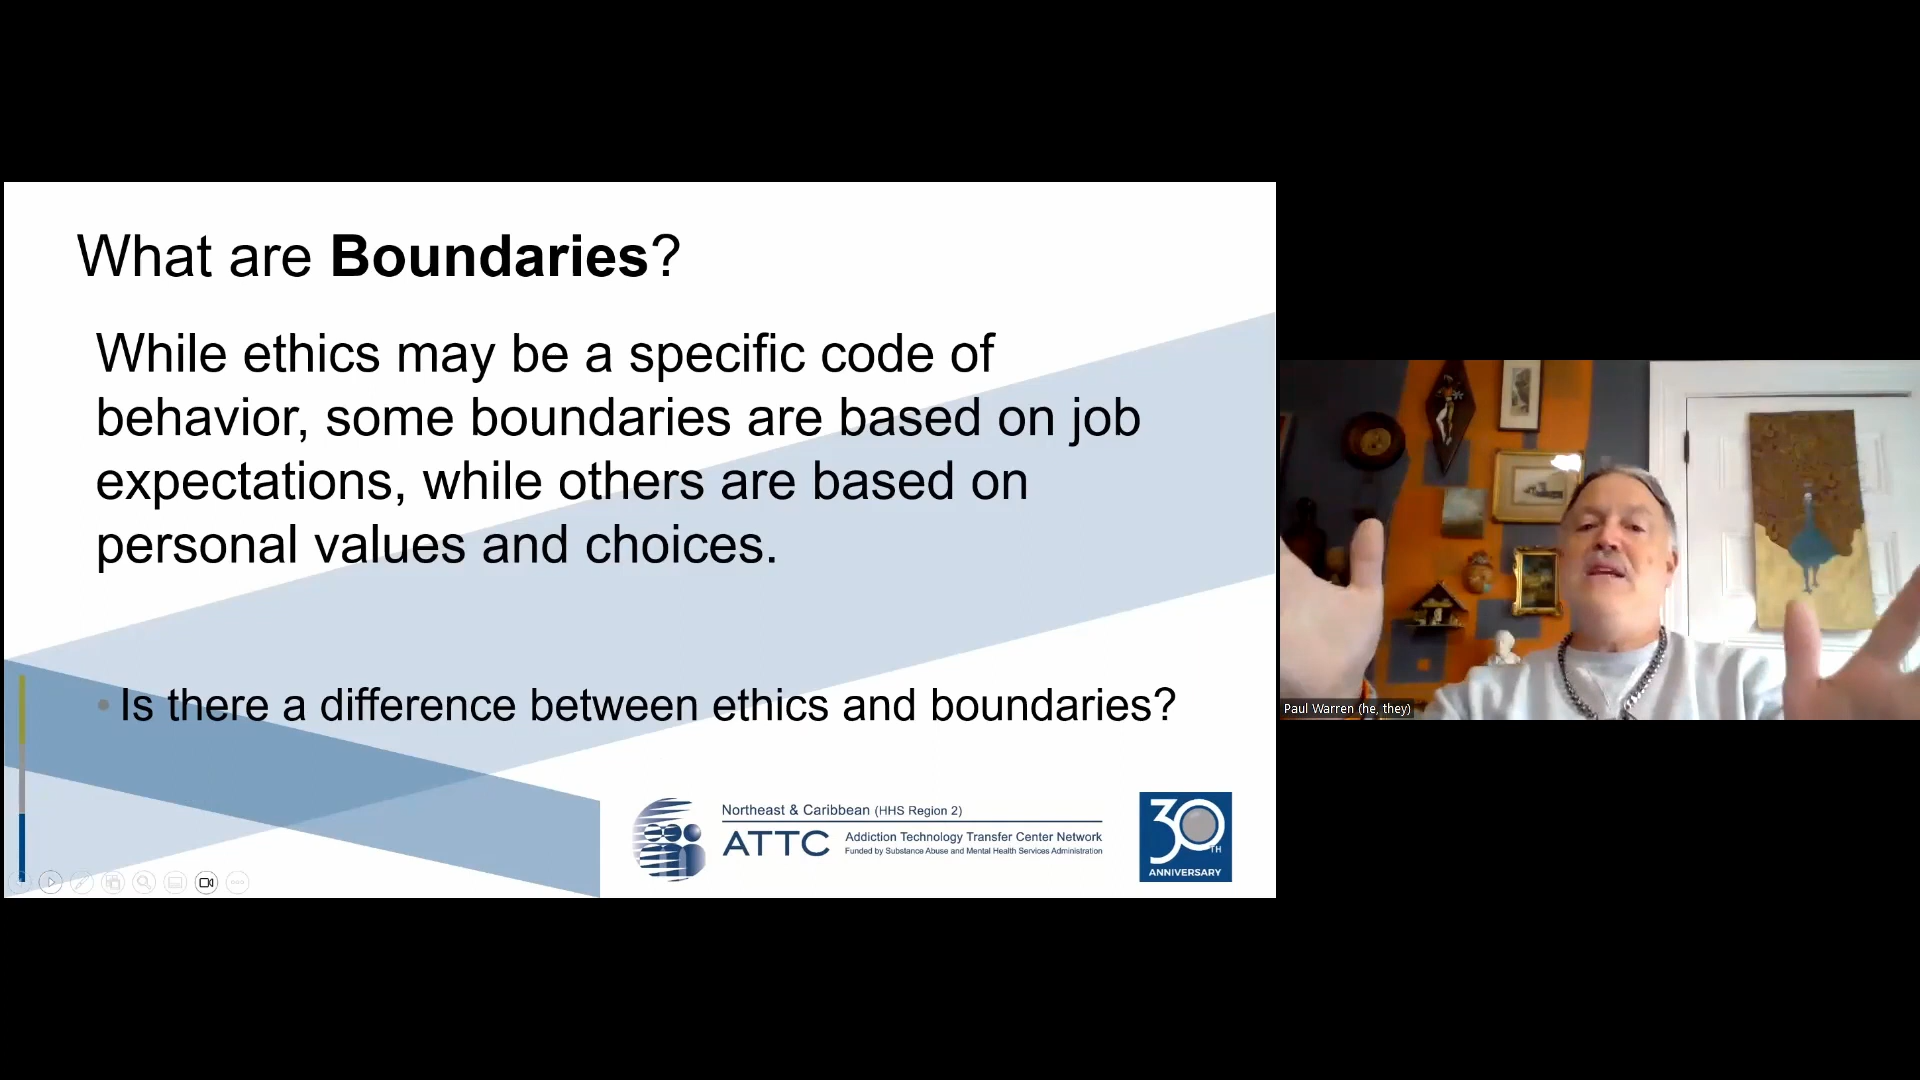 What are Boundaries?
While ethics may be a specific code of
behavior, some boundaries are based on job
expectations, while others are based on
personal values and choices.
• Is there a difference between ethics and boundaries?
Northeast & Caribbean (HHS Region 2)
ATTC
Addiction Technology Transfer Center Network
Funded by Substance Abuse and Mental Health Services Administration
30TH
ANNIVERSARY
Paul Warren (he, they)